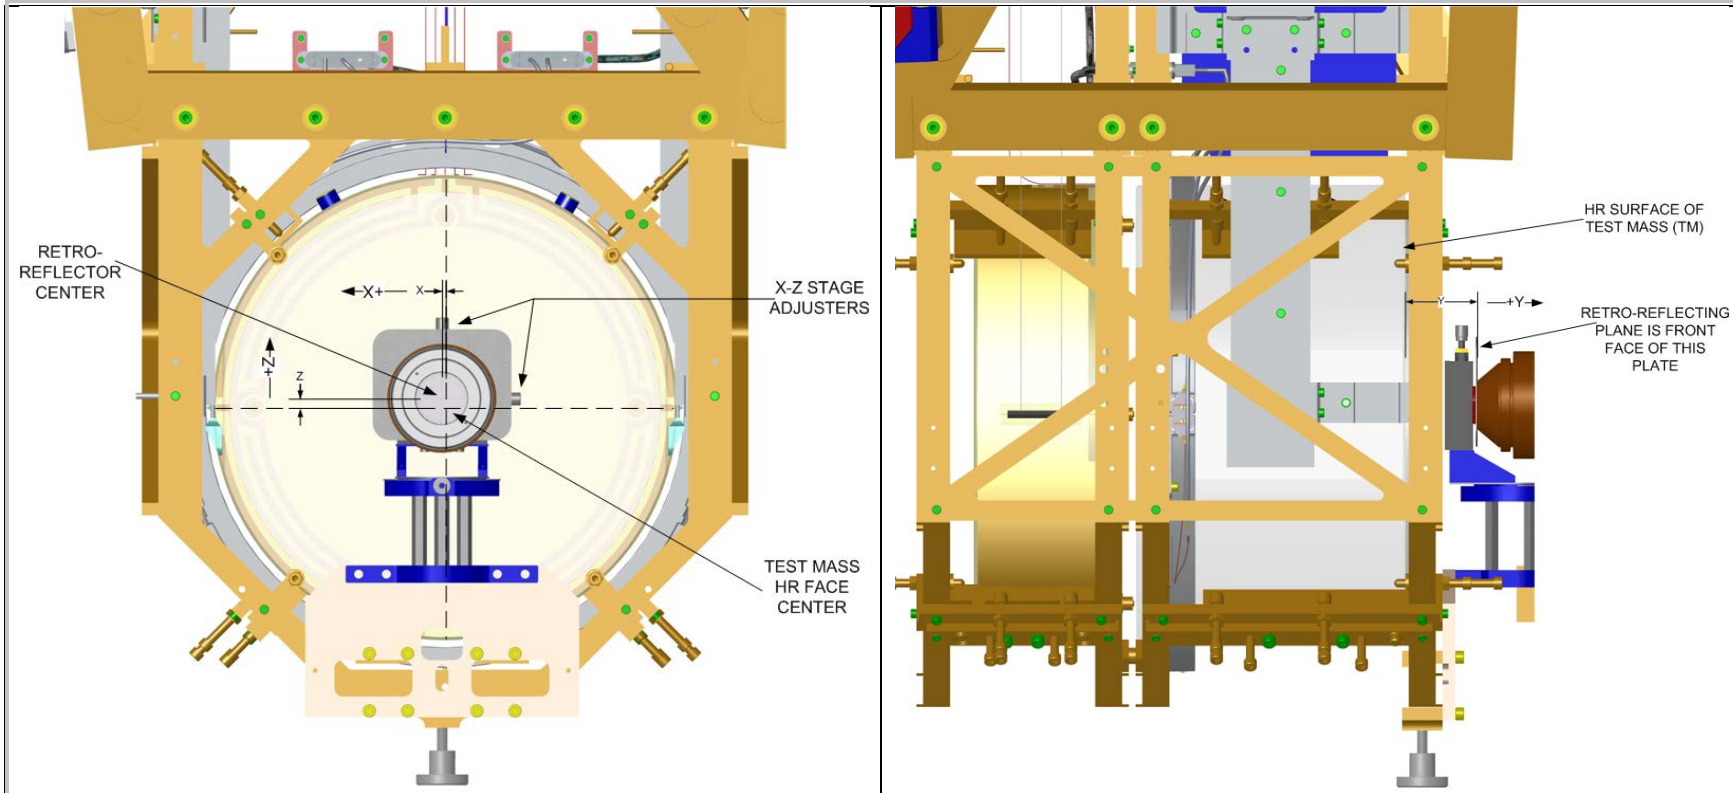 RETRO-
REFLECTOR
CENTER
X+
X
+Z
Z
X-Z STAGE
ADJUSTERS
TEST MASS
HR FACE
CENTER
HR SURFACE OF
TEST MASS (TM)
Y
+Y
RETRO-REFLECTING
PLANE IS FRONT
FACE OF THIS
PLATE